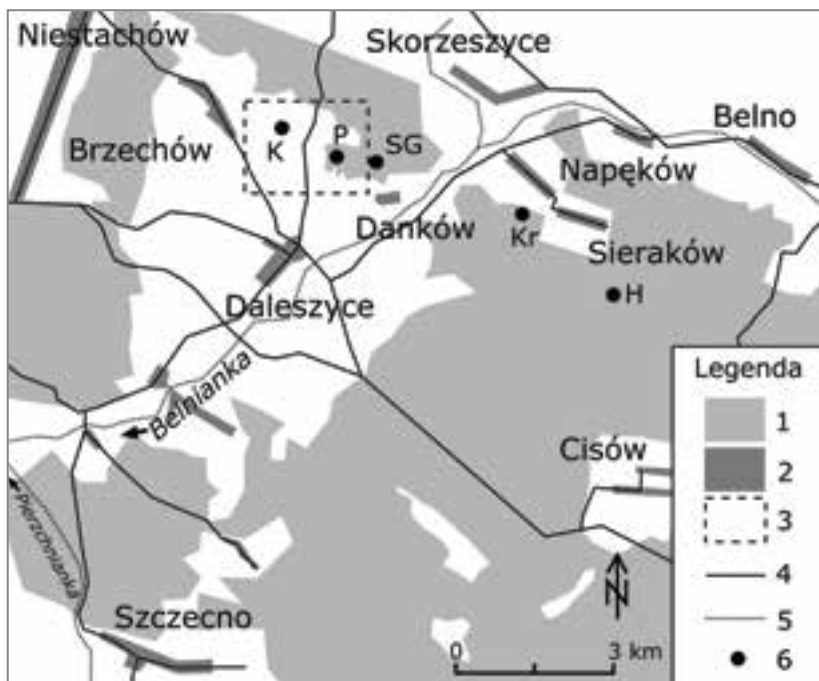 Niestachów
Skorzeszyce
Belno
Brzechów
K
P
SG
Napęków
Danków
Kr
Sieraków
Daleszyce
H
Belnianka
Cisów
Pierzchnianka
Szczecno
N
0 3 km
Legenda
1
2
3
4
5
6